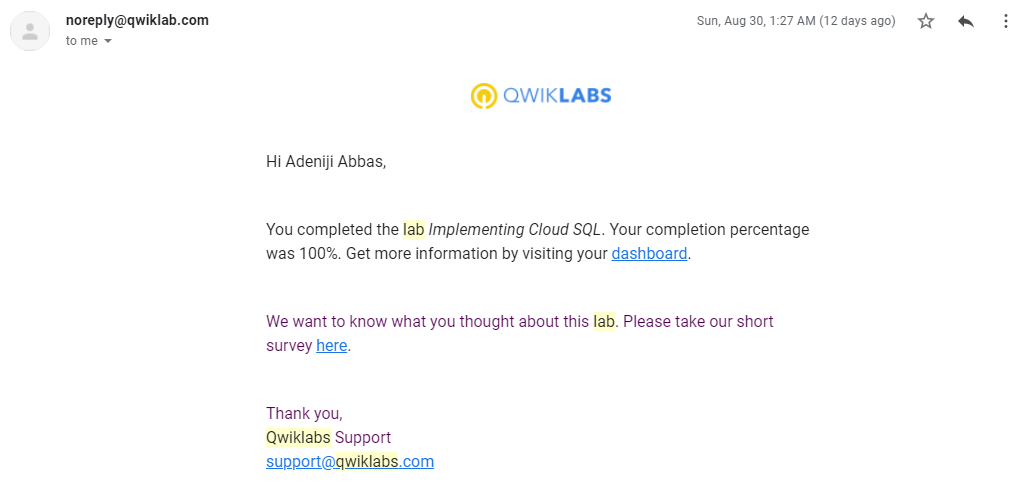 noreply@qwiklab.com
Sun, Aug 30, 1:27 AM (12 days ago)
to me
QWIKLABS
Hi Adeniji Abbas,
You completed the lab Implementing Cloud SQL. Your completion percentage
was 100%. Get more information by visiting your dashboard.
We want to know what you thought about this lab. Please take our short
survey here.
Thank you,
Qwiklabs Support
support@qwiklabs.com